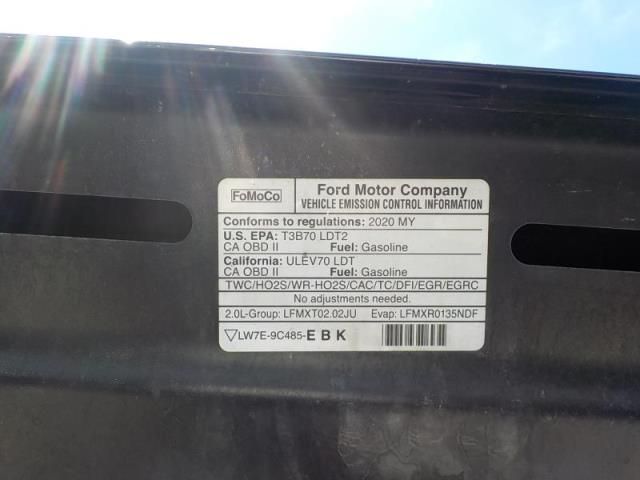 FoMoCo
Ford Motor Company
VEHICLE EMISSION CONTROL INFORMATION
Conforms to regulations: 2020 MY
U.S. EPA: T3B70 LDT2
CA OBD II Fuel: Gasoline
California: ULEV70 LDT
CA OBD II Fuel: Gasoline
TWC/HO2S/WR-HO2S/CAC/TC/DFI/EGR/EGRC
No adjustments needed.
2.0L-Group: LFMXT02.02JU Evap: LFMXR0135NDF
LW7E-9C485-E B K